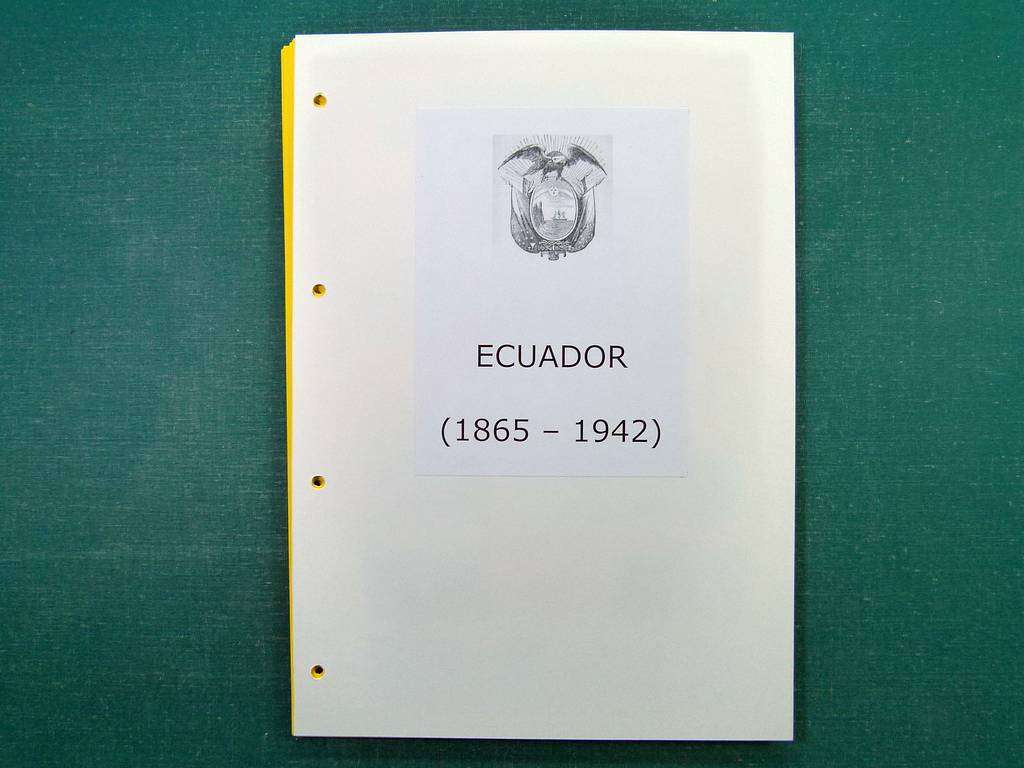 ECUADOR
(1865 – 1942)